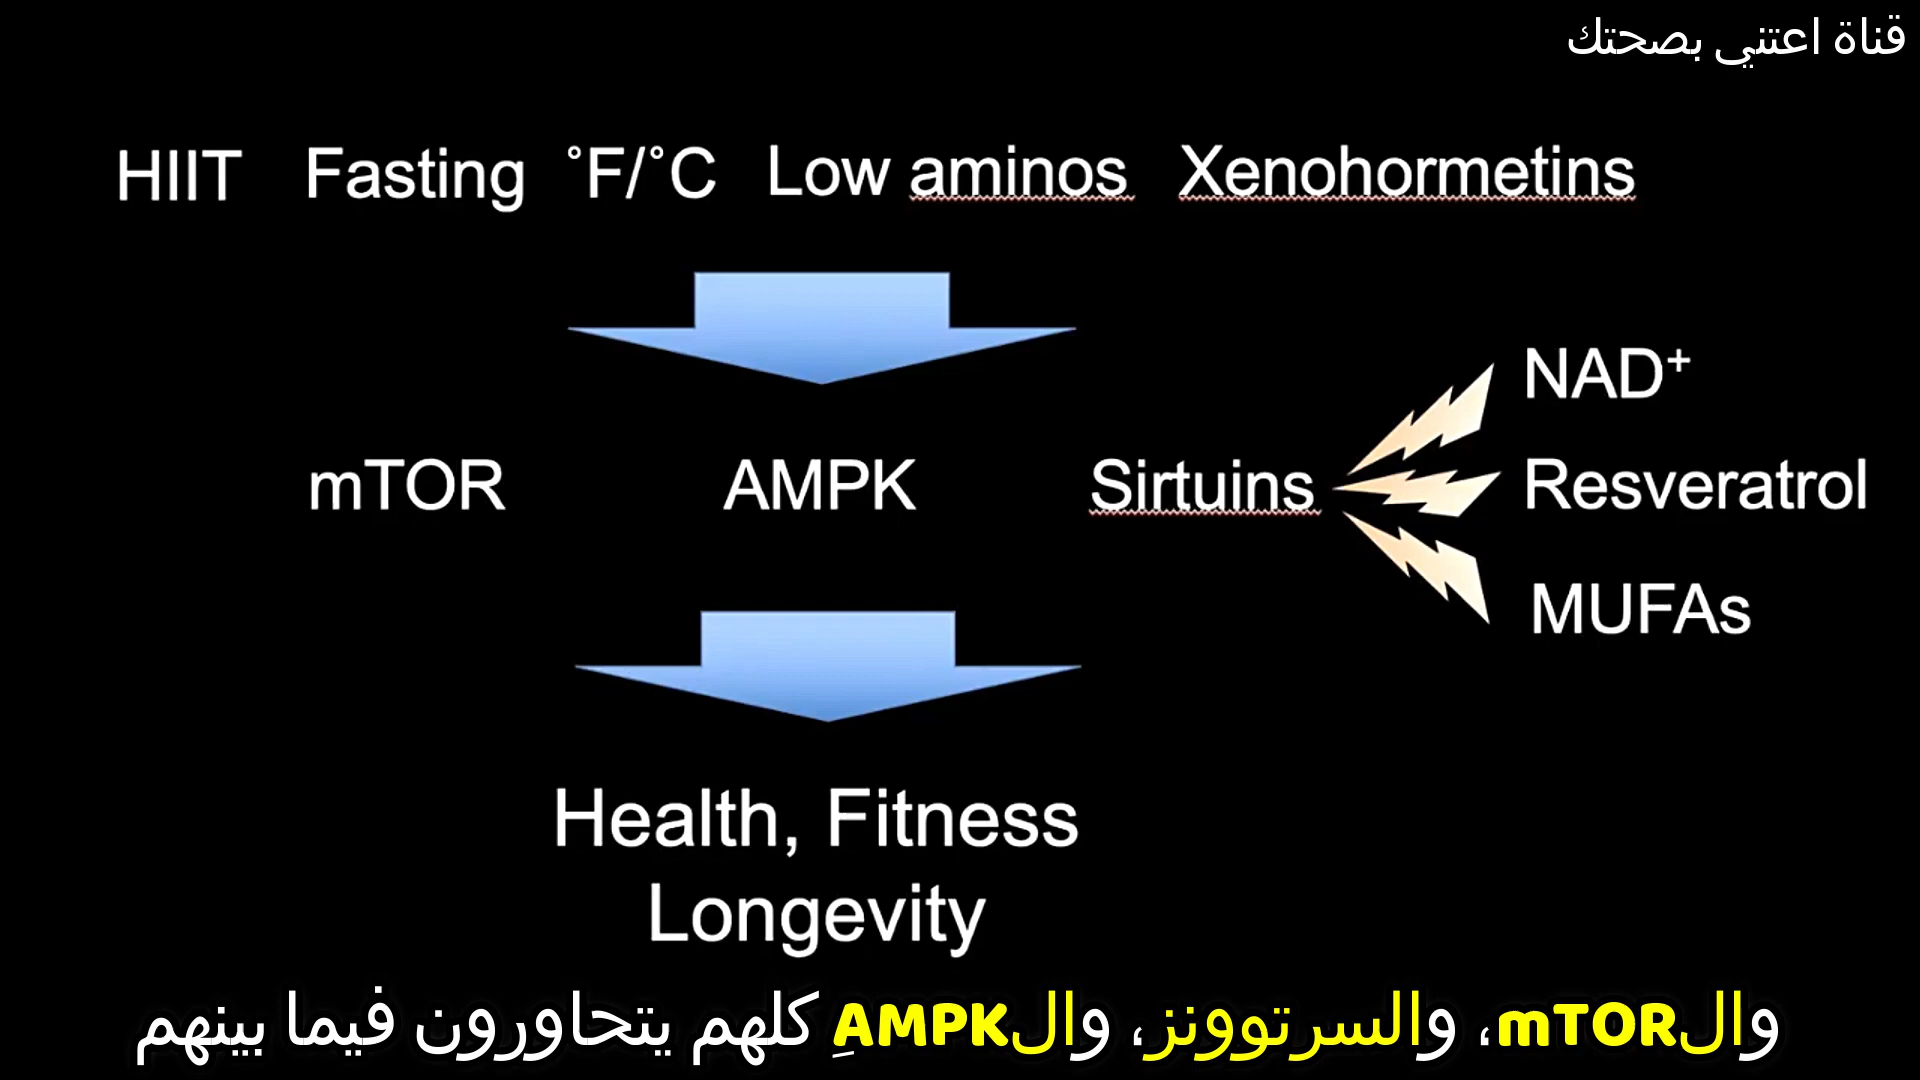 قناة اعتني بصحتك
HIIT Fasting °F/°C Low aminos Xenohormetins
NAD⁺
mTOR AMPK Sirtuins Resveratrol
MUFAs
Health, Fitness
Longevity
والmTOR، والسرتوونز، والAMPKِ كلهم يتحاورون فيما بينهم